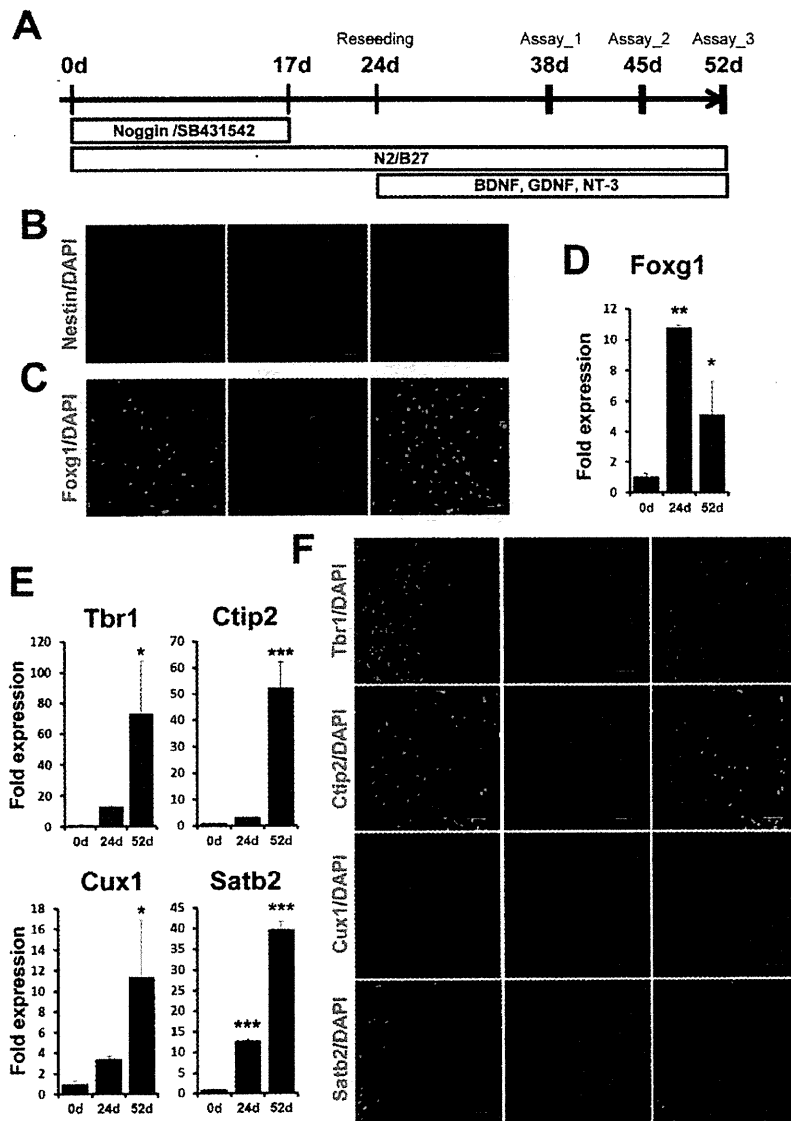 A
Reseeding Assay_1 Assay_2 Assay_3
0d 17d 24d 38d 45d 52d
Noggin /SB431542
N2/B27
BDNF, GDNF, NT-3
B
Nestin/DAPI
C
Foxg1/DAPI
D
Foxg1
Fold expression
12
10
8
6
4
2
0
**
*
0d 24d 52d
E
Tbr1
Fold expression
120
100
80
60
40
20
0
*
0d 24d 52d
Ctip2
70
60
50
40
30
20
10
0
***
0d 24d 52d
Cux1
Fold expression
18
16
14
12
10
8
6
4
2
0
*
0d 24d 52d
Satb2
45
40
35
30
25
20
15
10
5
0
***
***
0d 24d 52d
F
Tbr1/DAPI
Ctip2/DAPI
Cux1/DAPI
Satb2/DAPI